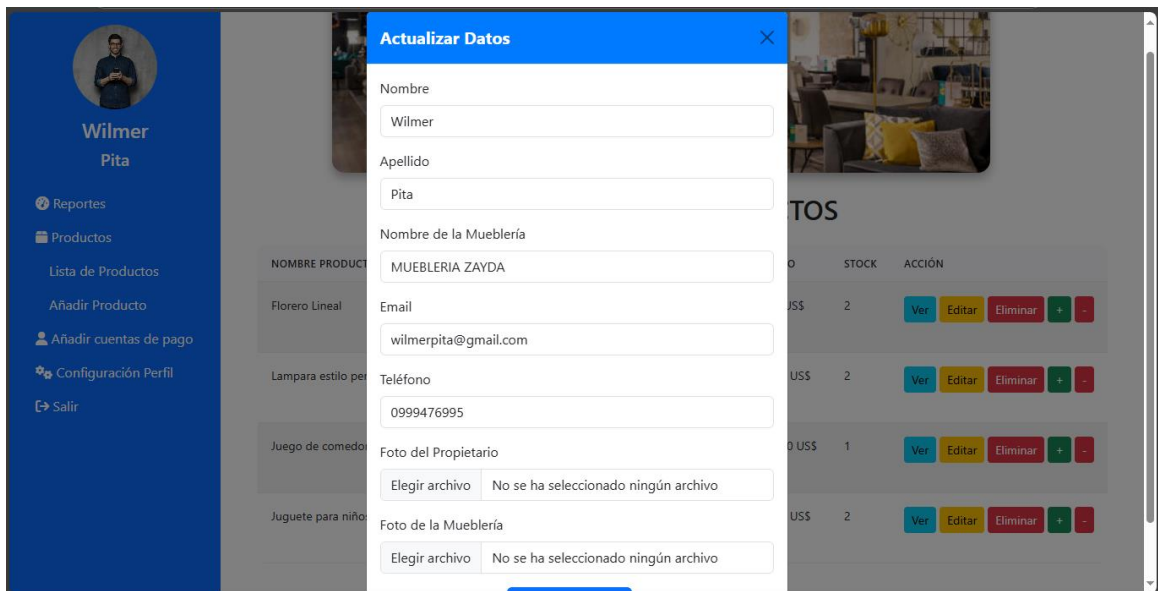 Wilmer
Pita
Reportes
Productos
Lista de Productos
Añadir Producto
Añadir cuentas de pago
Configuración Perfil
Salir
Actualizar Datos
Nombre
Wilmer
Apellido
Pita
Nombre de la Mueblería
MUEBLERIA ZAYDA
Email
wilmerpita@gmail.com
Teléfono
0999476995
Foto del Propietario
Elegir archivo No se ha seleccionado ningún archivo
Foto de la Mueblería
Elegir archivo No se ha seleccionado ningún archivo
TOS
NOMBRE PRODUCT O STOCK ACCIÓN
Florero Lineal US$ 2 Ver Editar Eliminar + -
Lampara estilo per US$ 2 Ver Editar Eliminar + -
Juego de comedo 0 US$ 1 Ver Editar Eliminar + -
Juguete para niño US$ 2 Ver Editar Eliminar + -